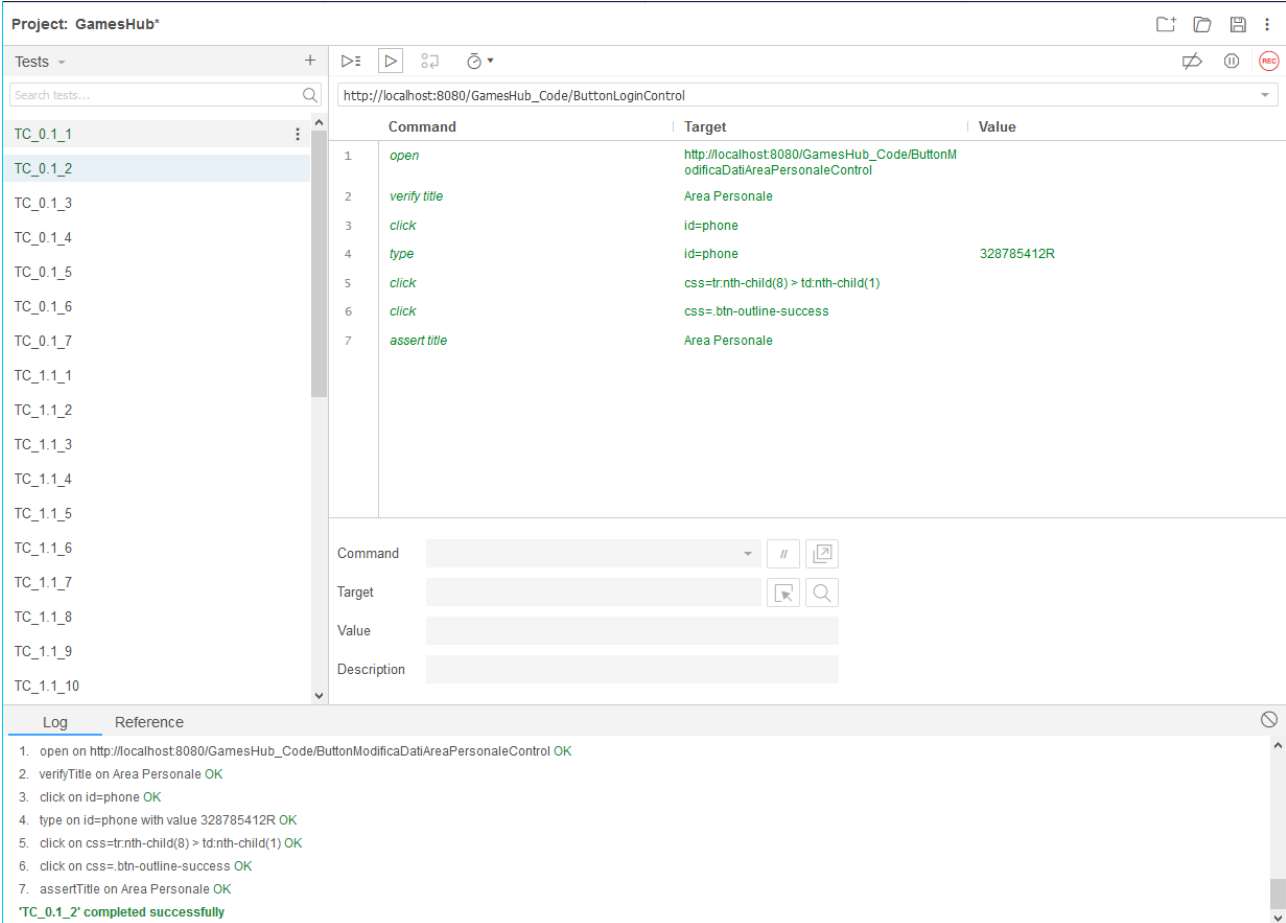 Project: GamesHub*
Tests
+
Search tests...
REC
http://localhost:8080/GamesHub_Code/ButtonLoginControl
Command Target Value
TC_0.1_1
TC_0.1_2
TC_0.1_3
TC_0.1_4
TC_0.1_5
TC_0.1_6
TC_0.1_7
TC_1.1_1
TC_1.1_2
TC_1.1_3
TC_1.1_4
TC_1.1_5
TC_1.1_6
TC_1.1_7
TC_1.1_8
TC_1.1_9
TC_1.1_10
1 open http://localhost:8080/GamesHub_Code/ButtonM
odificaDatiAreaPersonaleControl
2 verify title Area Personale
3 click id=phone
4 type id=phone 328785412R
5 click css=tr:nth-child(8) > td:nth-child(1)
6 click css=.btn-outline-success
7 assert title Area Personale
Command //
Target
Value
Description
Log Reference
1. open on http://localhost:8080/GamesHub_Code/ButtonModificaDatiAreaPersonaleControl OK
2. verifyTitle on Area Personale OK
3. click on id=phone OK
4. type on id=phone with value 328785412R OK
5. click on css=tr:nth-child(8) > td:nth-child(1) OK
6. click on css=.btn-outline-success OK
7. assertTitle on Area Personale OK
'TC_0.1_2' completed successfully